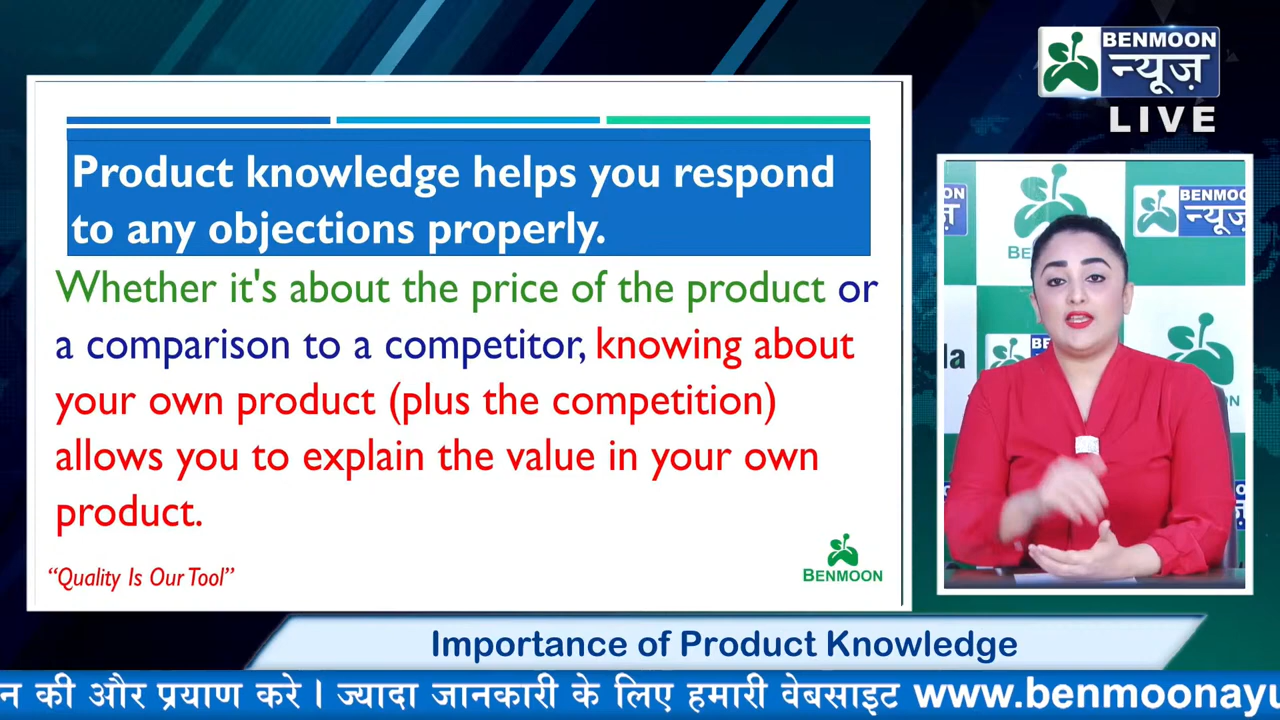 BENMOON
न्यूज़
LIVE
Product knowledge helps you respond
to any objections properly.
Whether it's about the price of the product or
a comparison to a competitor, knowing about
your own product (plus the competition)
allows you to explain the value in your own
product.
“Quality Is Our Tool”
BENMOON
BENMOON
न्यूज़
Importance of Product Knowledge
न की और प्रयाण करे । ज्यादा जानकारी के लिए हमारी वेबसाइट www.benmoonayu